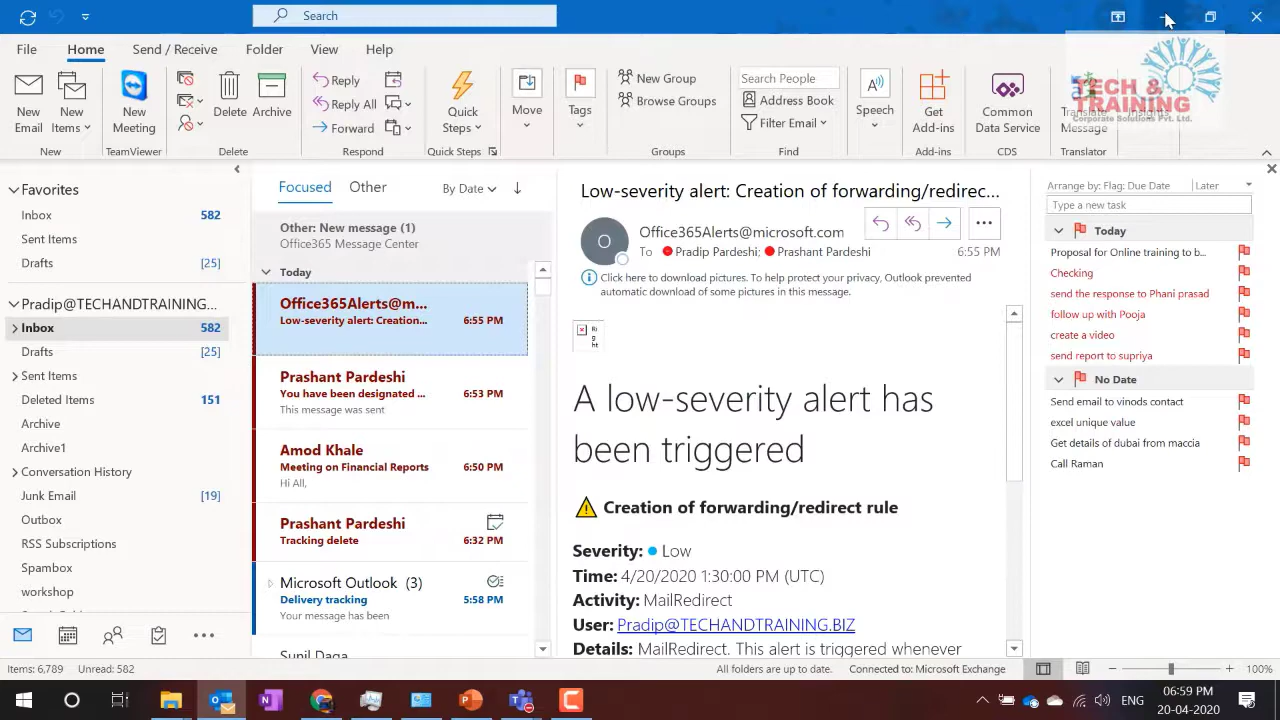 Search
File
Home
Send / Receive
Folder
View
Help
New Email
New Items
New
New Meeting
TeamViewer
Delete
Archive
Delete
Reply
Reply All
Forward
Respond
Quick Steps
Quick Steps
Move
Tags
New Group
Browse Groups
Groups
Search People
Address Book
Filter Email
Find
Speech
Get Add-ins
Add-ins
Common Data Service
CDS
Translate Message
Translator
Insights
TECH &
TRAINING
Corporate Solutions Pvt. Ltd.
Favorites
Inbox 582
Sent Items
Drafts [25]
Pradip@TECHANDTRAINING...
Inbox 582
Drafts [25]
Sent Items
Deleted Items 151
Archive
Archive1
Conversation History
Junk Email [19]
Outbox
RSS Subscriptions
Spambox
workshop
Focused
Other
By Date
Other: New message (1)
Office365 Message Center
Today
Office365Alerts@m...
Low-severity alert: Creation... 6:55 PM
Prashant Pardeshi
You have been designated ... 6:53 PM
This message was sent
Amod Khale
Meeting on Financial Reports 6:50 PM
Hi All,
Prashant Pardeshi
Tracking delete 6:32 PM
Microsoft Outlook (3)
Delivery tracking 5:58 PM
Your message has been
Sunil Daga
Low-severity alert: Creation of forwarding/redirec...
O
Office365Alerts@microsoft.com
To Pradip Pardeshi; Prashant Pardeshi 6:55 PM
Click here to download pictures. To help protect your privacy, Outlook prevented
automatic download of some pictures in this message.
A low-severity alert has
been triggered
Creation of forwarding/redirect rule
Severity: Low
Time: 4/20/2020 1:30:00 PM (UTC)
Activity: MailRedirect
User: Pradip@TECHANDTRAINING.BIZ
Details: MailRedirect. This alert is triggered whenever
Arrange by: Flag: Due Date Later
Type a new task
Today
Proposal for Online training to b...
Checking
send the response to Phani prasad
follow up with Pooja
create a video
send report to supriya
No Date
Send email to vinods contact
excel unique value
Get details of dubai from maccia
Call Raman
Items: 6,789 Unread: 582
All folders are up to date. Connected to: Microsoft Exchange
100%
ENG
06:59 PM
20-04-2020